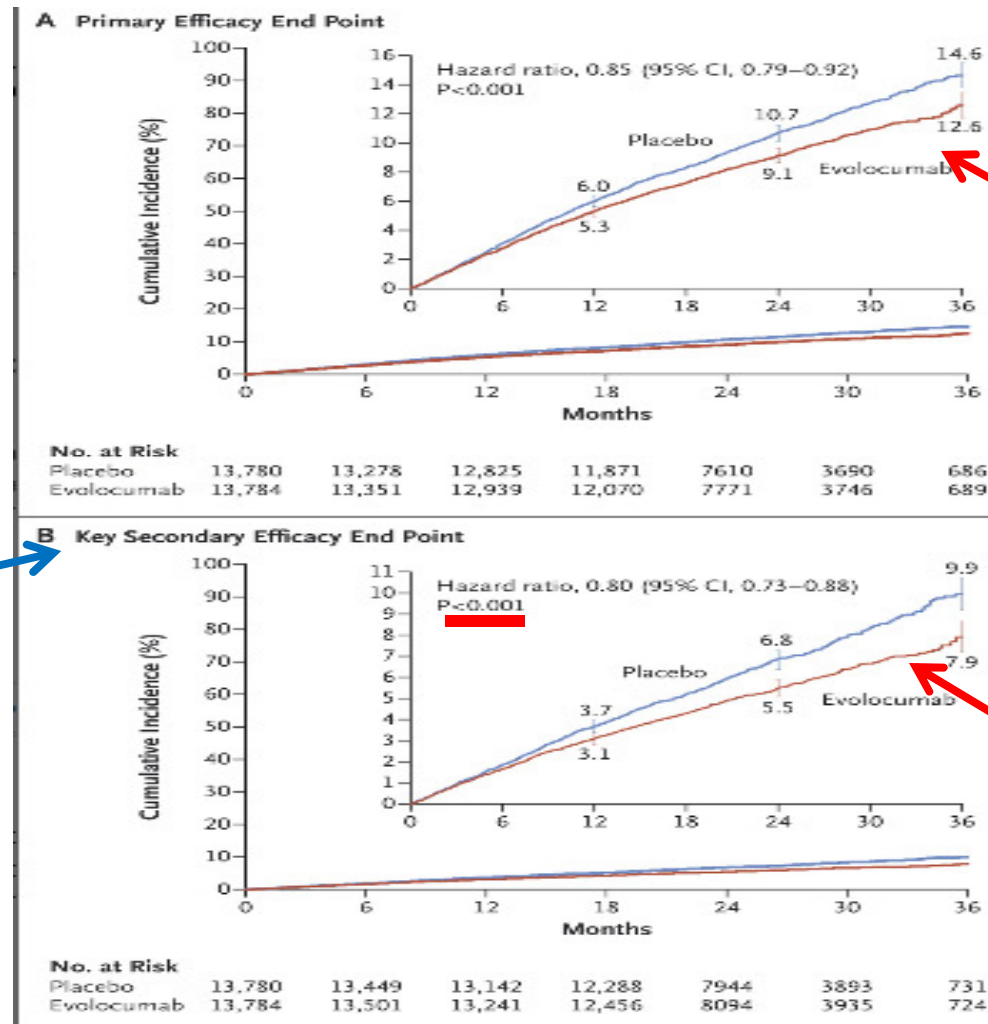 A Primary Efficacy End Point
Cumulative Incidence (%)
100
90
80
70
60
50
40
30
20
10
0
16
14
12
10
8
6
4
2
0
Hazard ratio, 0.85 (95% CI, 0.79–0.92)
P<0.001
14.6
10.7
Placebo
12.6
9.1
Evolocumab
6.0
5.3
0 6 12 18 24 30 36
0 6 12 18 24 30 36
Months
No. at Risk
Placebo 13,780 13,278 12,825 11,871 7610 3690 686
Evolocumab 13,784 13,351 12,939 12,070 7771 3746 689
B Key Secondary Efficacy End Point
Cumulative Incidence (%)
100
90
80
70
60
50
40
30
20
10
0
11
10
9
8
7
6
5
4
3
2
1
0
Hazard ratio, 0.80 (95% CI, 0.73–0.88)
P<0.001
9.9
6.8
Placebo
7.9
5.5
Evolocumab
3.7
3.1
0 6 12 18 24 30 36
0 6 12 18 24 30 36
Months
No. at Risk
Placebo 13,780 13,449 13,142 12,288 7944 3893 731
Evolocumab 13,784 13,501 13,241 12,456 8094 3935 724